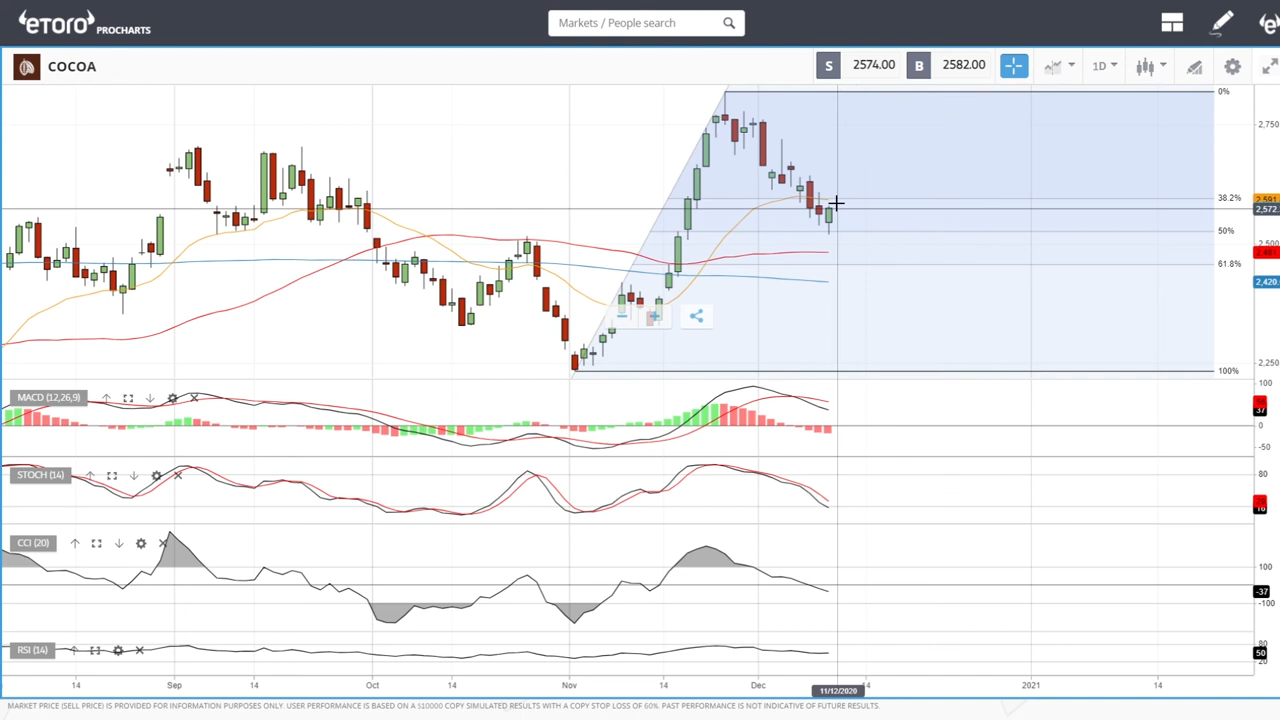 eToro PROCHARTS
Markets / People search
COCOA
S 2574.00 B 2582.00
1D
0%
2,750
38.2%
2,591
2,572
50%
2,500
61.8%
2,420
2,250
100%
MACD (12,26,9)
100
37
0
-50
STOCH (14)
80
CCI (20)
100
-37
-100
RSI (14)
80
50
20
14 Sep 14 Oct 14 Nov 14 Dec 11/12/2020 14 2021 14
MARKET PRICE (SELL PRICE) IS PROVIDED FOR INFORMATION PURPOSES ONLY. USER PERFORMANCE IS BASED ON A $10000 COPY SIMULATED RESULTS WITH A COPY STOP LOSS OF 60%. PAST PERFORMANCE IS NOT INDICATIVE OF FUTURE RESULTS.